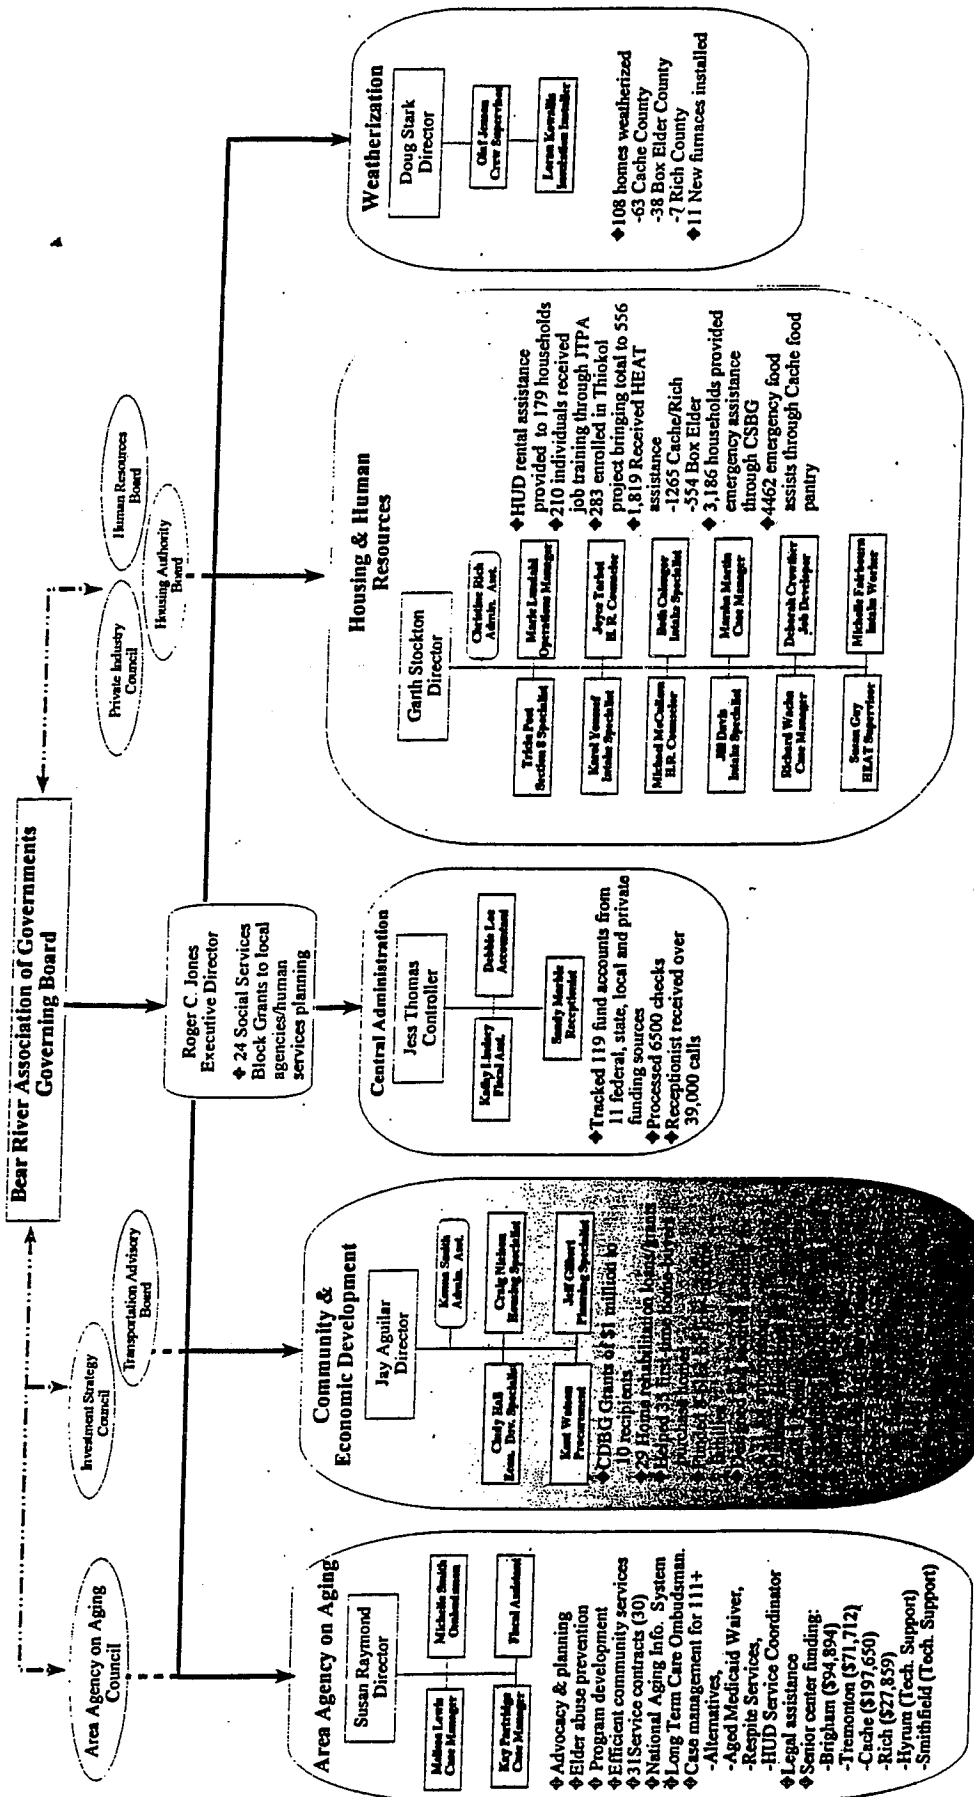 Bear River Association of Governments
Governing Board
Area Agency on Aging
Council
Investment Strategy
Council
Transportation Advisory
Board
Private Industry
Council
Human Resources
Board
Housing Authority
Board
Roger C. Jones
Executive Director
❖ 24 Social Services
Block Grants to local
agencies/human
services planning
Area Agency on Aging
Susan Raymond
Director
Melissa Lewis
Case Manager
Michelle Smith
Ombudsman
Kay Partridge
Case Manager
Fiscal Assistant
❖Advocacy & planning
❖Elder abuse prevention
❖ Program development
❖Efficient community services
❖31Service contracts (30)
❖National Aging Info. System
❖Long Term Care Ombudsman.
❖Case management for 111+
-Alternatives,
-Aged Medicaid Waiver,
-Respite Services,
-HUD Service Coordinator
❖Legal assistance
❖Senior center funding:
-Brigham ($94,894)
-Tremonton ($71,712)
-Cache ($197,650)
-Rich ($27,859)
-Hyrum (Tech. Support)
-Smithfield (Tech. Support)
Community &
Economic Development
Jay Aguilar
Director
Smith
Admin. Asst.
Cindy Hall
Econ. Dev. Specialist
Craig Nielson
Housing Specialist
Kent Watson
Procurement
Jeff Gilbert
Planning Specialist
❖CDBG Grants of $1 million to
10 recipients
❖29 Home rehabilitation loan/grants
❖Helped 35 first time home-buyers
purchase homes
Central Administration
Jess Thomas
Controller
Kathy
Fiscal Asst.
Debbie Lee
Accountant
Sandy Marble
Receptionist
❖Tracked 119 fund accounts from
11 federal, state, local and private
funding sources
❖Processed 6500 checks
❖Receptionist received over
39,000 calls
Housing & Human
Resources
Garth Stockton
Director
Christine Rich
Admin. Asst.
Tricia Post
Section 8 Specialist
Marie
Operations Manager
Karol Yousuf
Intake Specialist
Joyce Tarbet
H. R. Counselor
Michael
H.R. Counselor
Beth
Intake Specialist
Jill Davis
Intake Specialist
Martin
Case Manager
Richard
Case Manager
Deborah Crowther
Job Developer
Susan Goy
HEAT Supervisor
Michelle Fairbourn
Intake Worker
❖HUD rental assistance
provided to 179 households
❖210 individuals received
job training through JTPA
❖283 enrolled in Thiokol
project bringing total to 556
❖1,819 Received HEAT
assistance
-1265 Cache/Rich
-554 Box Elder
❖3,186 households provided
emergency assistance
through CSBG
❖4462 emergency food
assists through Cache food
pantry
Weatherization
Doug Stark
Director
Olaf Jensen
Crew Supervisor
Loren Kowallis
Insulation Installer
❖108 homes weatherized
-63 Cache County
-38 Box Elder County
-7 Rich County
❖11 New furnaces installed